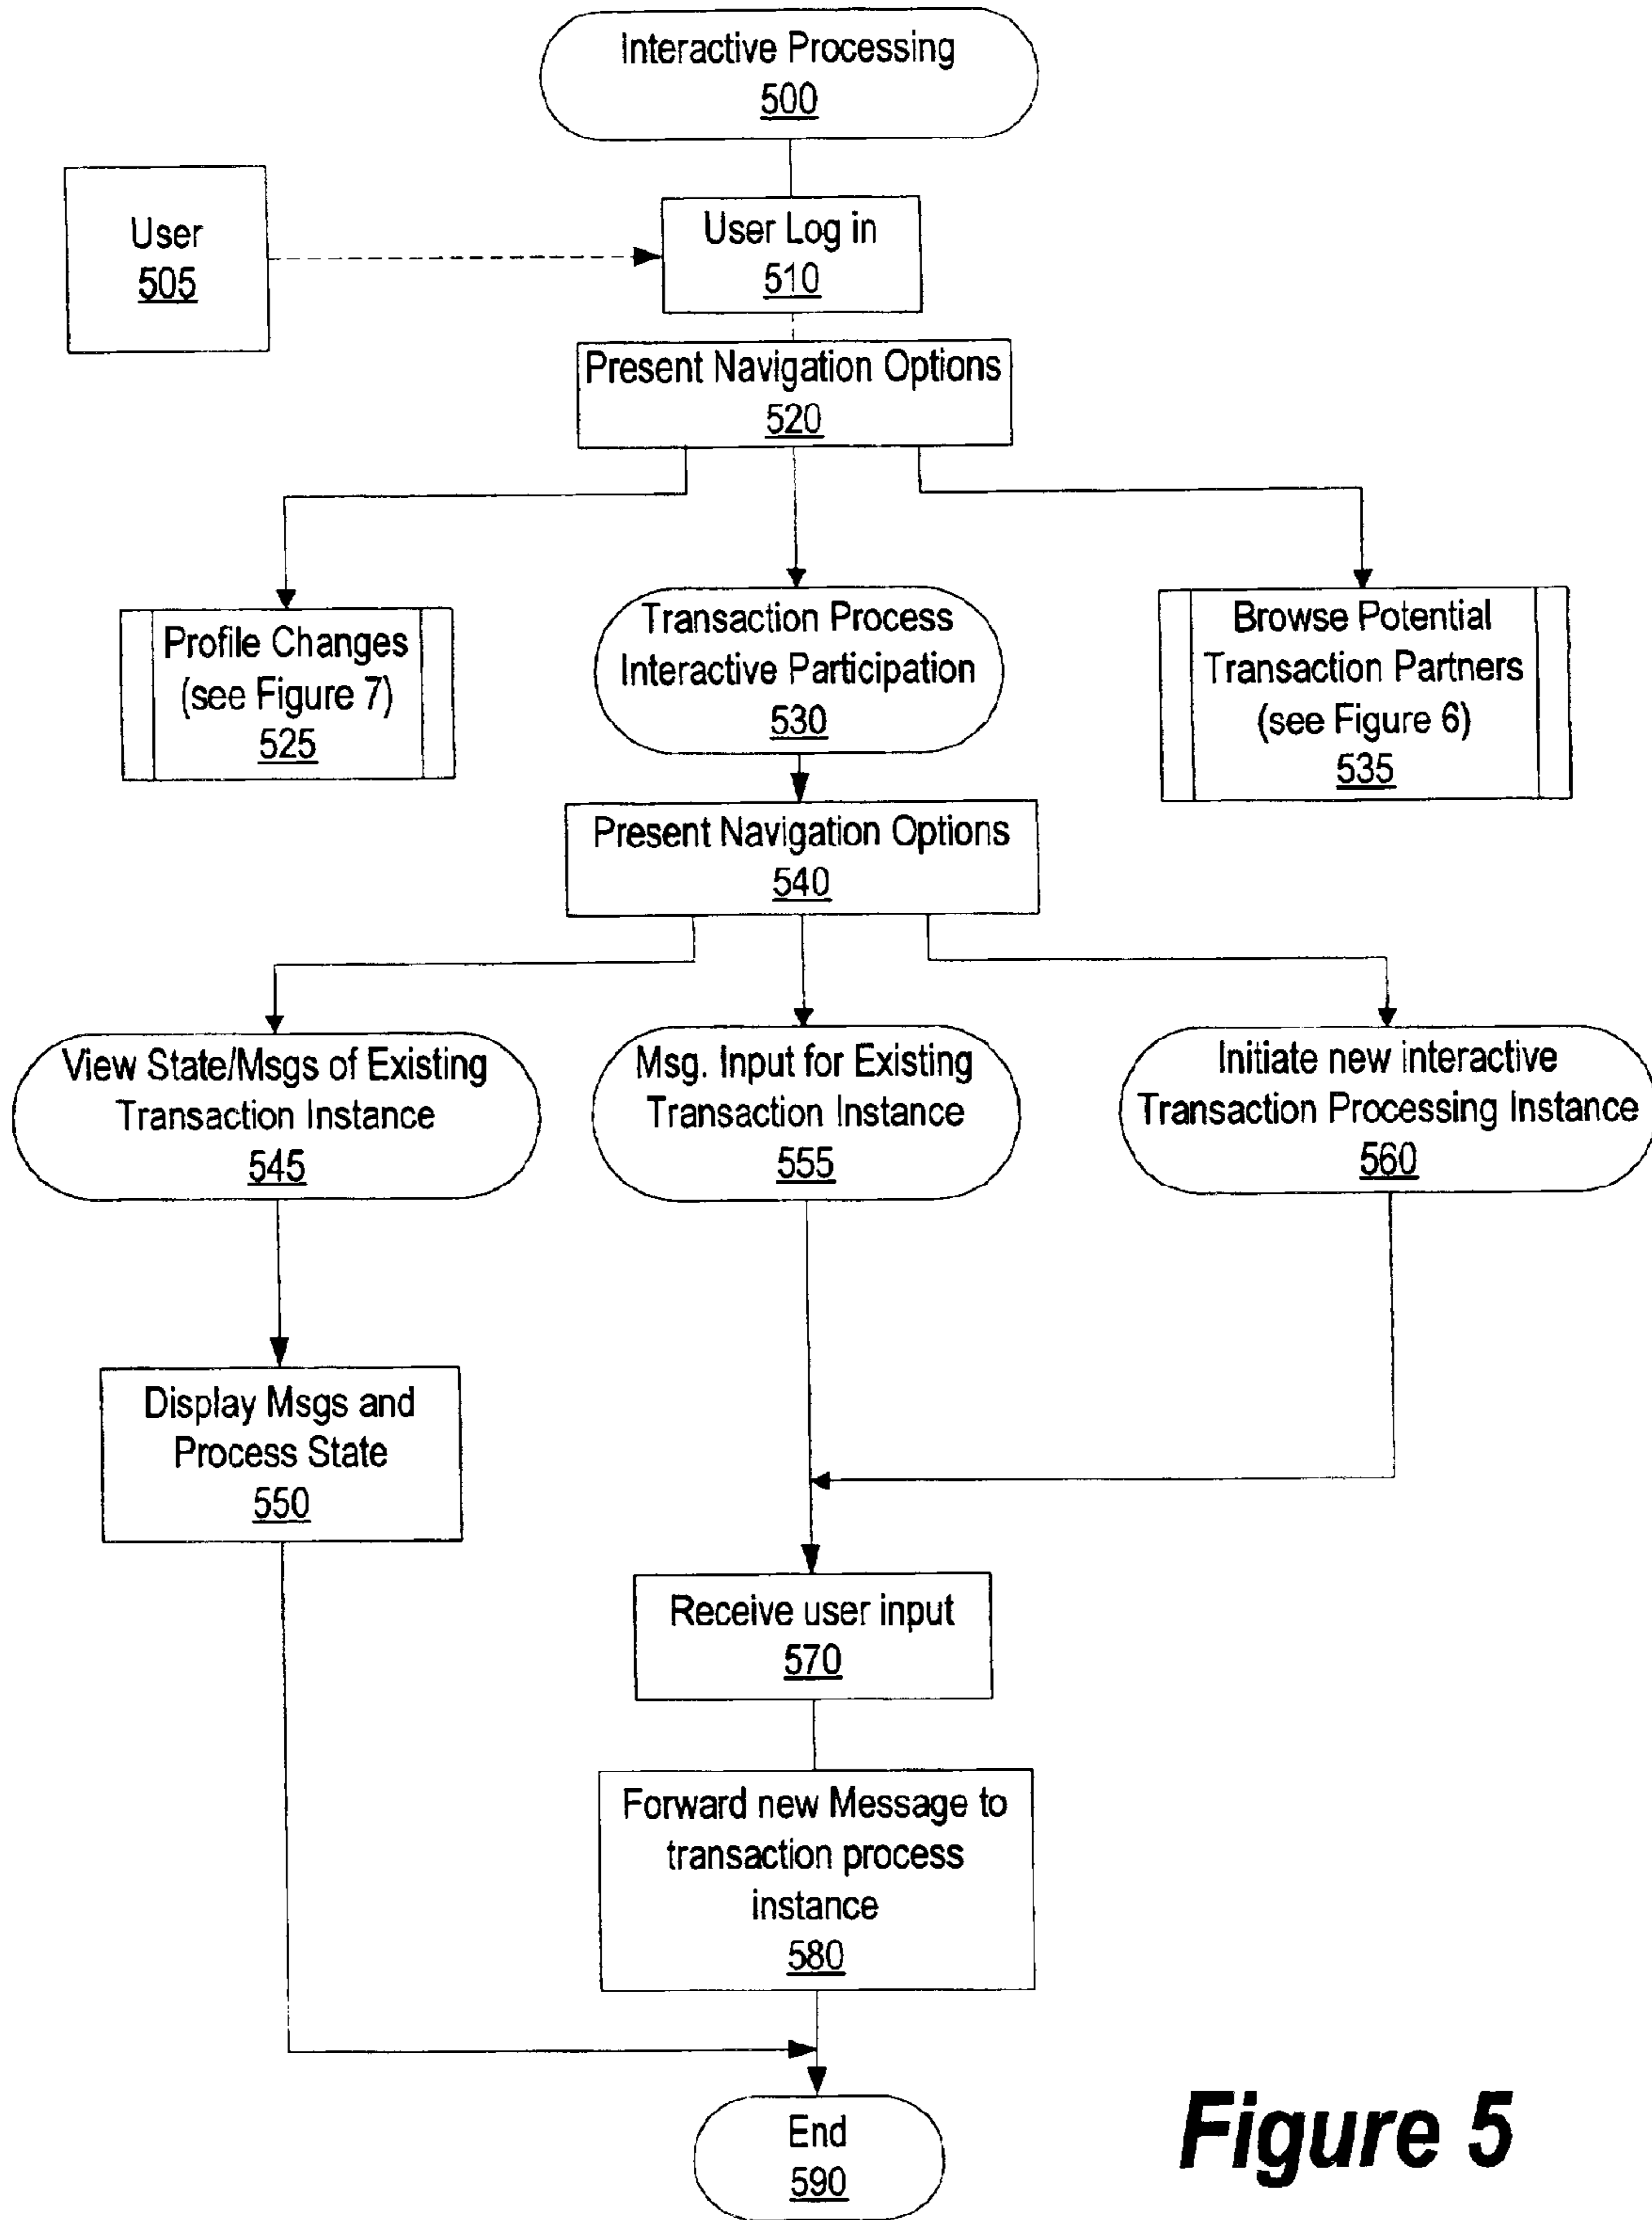 Interactive Processing
500
User
505
User Log in
510
Present Navigation Options
520
Profile Changes
(see Figure 7)
525
Transaction Process
Interactive Participation
530
Browse Potential
Transaction Partners
(see Figure 6)
535
Present Navigation Options
540
View State/Msgs of Existing
Transaction Instance
545
Msg. Input for Existing
Transaction Instance
555
Initiate new interactive
Transaction Processing Instance
560
Display Msgs and
Process State
550
Receive user input
570
Forward new Message to
transaction process
instance
580
End
590
Figure 5